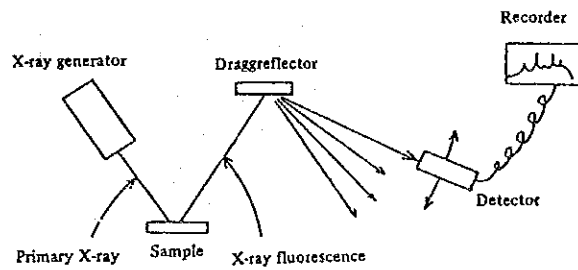 Recorder
X-ray generator
Draggreflector
Detector
Primary X-ray
Sample
X-ray fluorescence